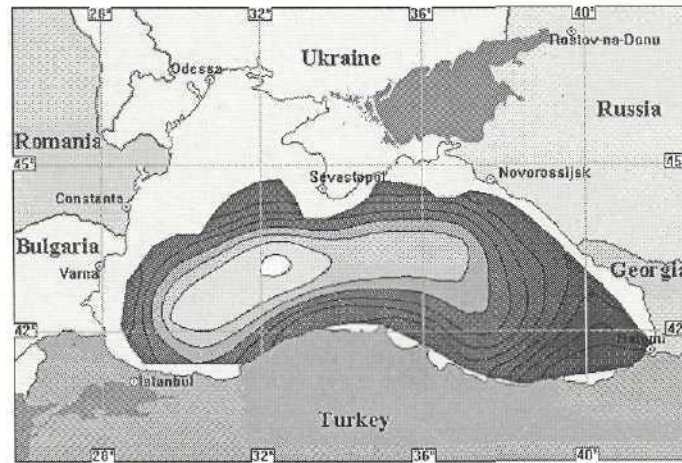 28° 32° 36° 40°
Rostov-na-Donu
Odessa
Ukraine
Russia
Romania
45° 45°
Sevastopol
Novorossijsk
Constanta
Bulgaria
Varna
Georgia
42° 42°
Batumi
Istanbul
Turkey
28° 32° 36° 40°